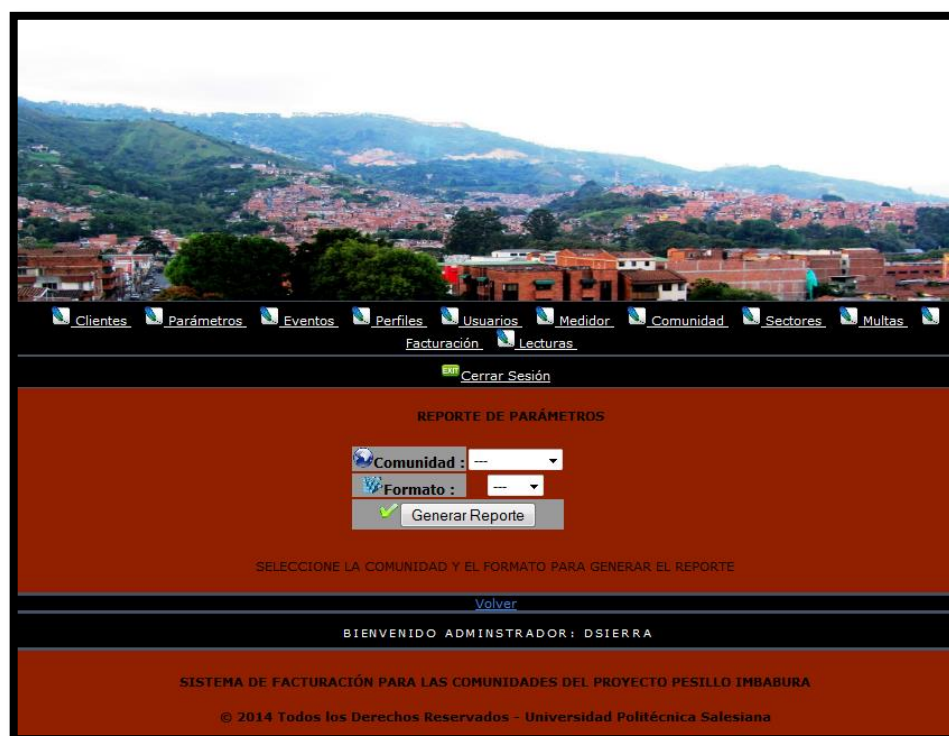 Clientes Parámetros Eventos Perfiles Usuarios Medidor Comunidad Sectores Multas
Facturación Lecturas
EXIT Cerrar Sesión
REPORTE DE PARÁMETROS
Comunidad : ---
Formato : ---
Generar Reporte
SELECCIONE LA COMUNIDAD Y EL FORMATO PARA GENERAR EL REPORTE
Volver
BIENVENIDO ADMINSTRADOR: DSIERRA
SISTEMA DE FACTURACIÓN PARA LAS COMUNIDADES DEL PROYECTO PESILLO IMBABURA
© 2014 Todos los Derechos Reservados - Universidad Politécnica Salesiana